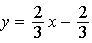 y = 2/3 x − 2/3